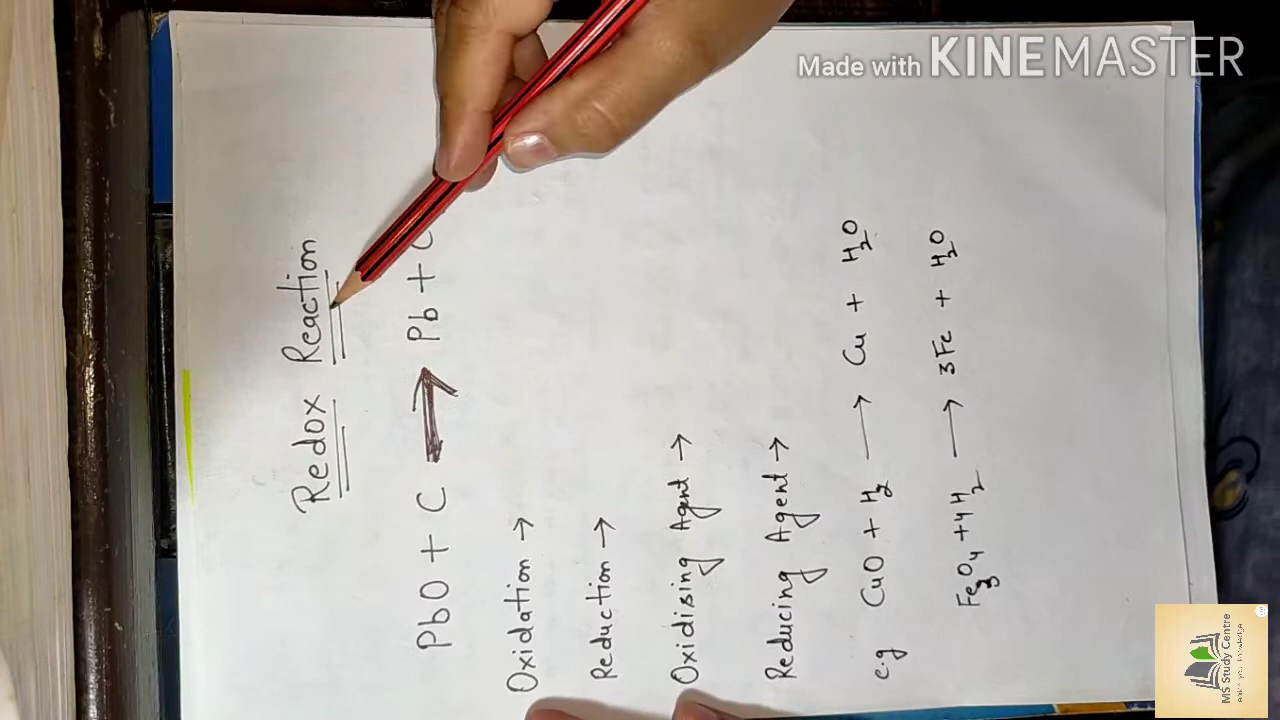 Redox Reaction
PbO + C → Pb + C
Oxidation →
Reduction →
Oxidising Agent →
Reducing Agent →
e.g CuO + H₂ → Cu + H₂O
Fe₃O₄ + 4H₂ → 3Fe + H₂O
Made with KINEMASTER
MS Study Centre